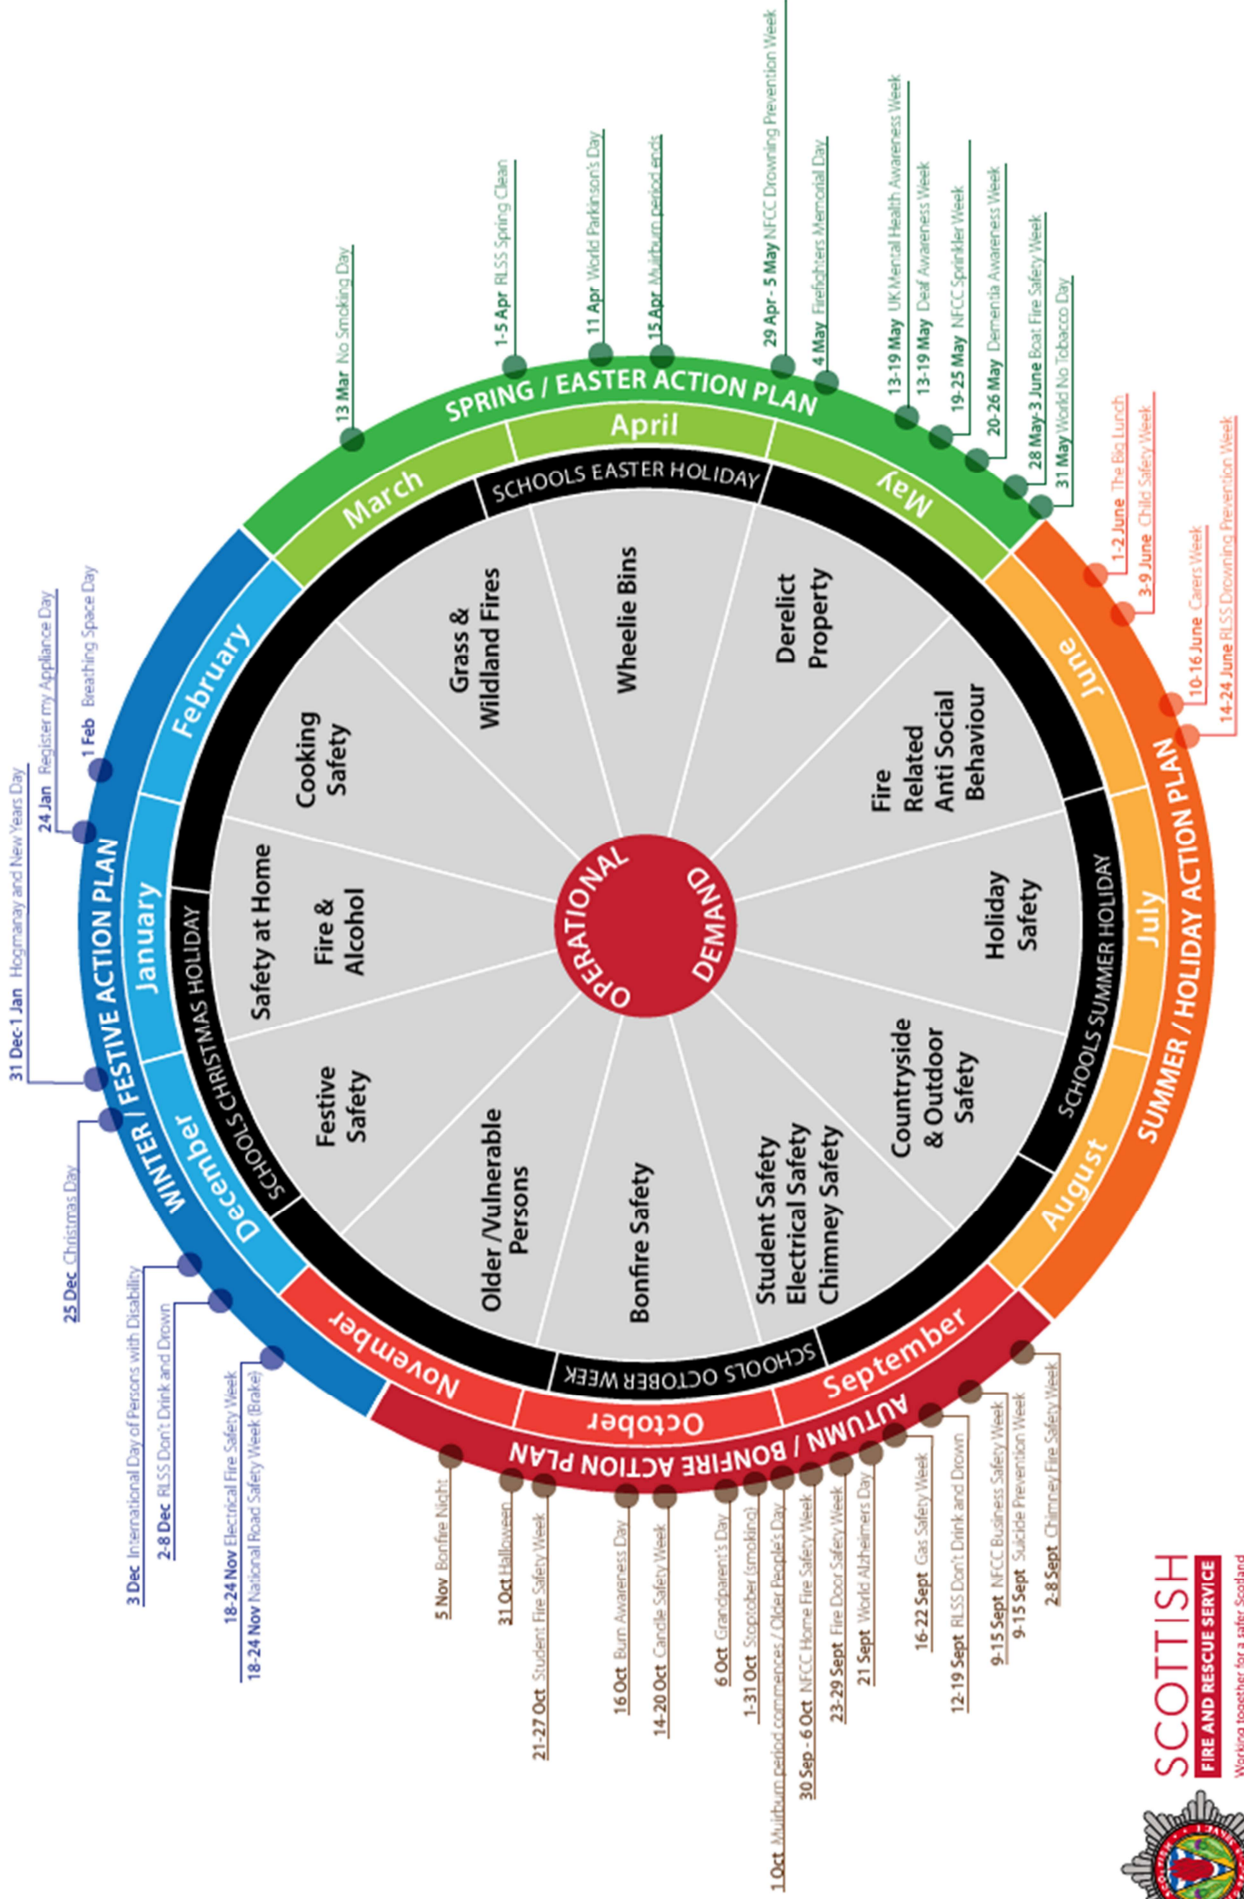 31 Dec-1 Jan Hogmanay and New Years Day
24 Jan Register my Appliance Day
1 Feb Breathing Space Day
25 Dec Christmas Day
3 Dec International Day of Persons with Disability
2-8 Dec RLSS Don't Drink and Drown
18-24 Nov Electrical Fire Safety Week
18-24 Nov National Road Safety Week (Brake)
13 Mar No Smoking Day
1-5 Apr RLSS Spring Clean
11 Apr World Parkinson's Day
15 Apr Muirburn period ends
29 Apr - 5 May NFCC Drowning Prevention Week
4 May Firefighters Memorial Day
13-19 May UK Mental Health Awareness Week
13-19 May Deaf Awareness Week
19-25 May NFCC Sprinkler Week
20-26 May Dementia Awareness Week
28 May-3 June Boat Fire Safety Week
31 May World No Tobacco Day
1-2 June The Big Lunch
3-9 June Child Safety Week
10-16 June Carers Week
14-24 June RLSS Drowning Prevention Week
5 Nov Bonfire Night
31 Oct Halloween
21-27 Oct Student Fire Safety Week
16 Oct Burn Awareness Day
14-20 Oct Candle Safety Week
6 Oct Grandparent's Day
1-31 Oct Stoptober (smoking)
1 Oct Muirburn period commences / Older People's Day
30 Sep - 6 Oct NFCC Home Fire Safety Week
23-29 Sept Fire Door Safety Week
21 Sept World Alzheimers Day
16-22 Sept Gas Safety Week
12-19 Sept RLSS Don't Drink and Drown
9-15 Sept NFCC Business Safety Week
9-15 Sept Suicide Prevention Week
2-8 Sept Chimney Fire Safety Week
WINTER / FESTIVE ACTION PLAN
SPRING / EASTER ACTION PLAN
SUMMER / HOLIDAY ACTION PLAN
AUTUMN / BONFIRE ACTION PLAN
January
February
March
April
May
June
July
August
September
October
November
December
SCHOOLS CHRISTMAS HOLIDAY
SCHOOLS EASTER HOLIDAY
SCHOOLS SUMMER HOLIDAY
SCHOOLS OCTOBER WEEK
Safety at Home
Fire &
Alcohol
Cooking
Safety
Grass &
Wildland Fires
Wheelie Bins
Derelict
Property
Fire
Related
Anti Social
Behaviour
Holiday
Safety
Countryside
& Outdoor
Safety
Student Safety
Electrical Safety
Chimney Safety
Bonfire Safety
Older /Vulnerable
Persons
Festive
Safety
OPERATIONAL
DEMAND
SCOTTISH
FIRE AND RESCUE SERVICE
Working together for a safer Scotland